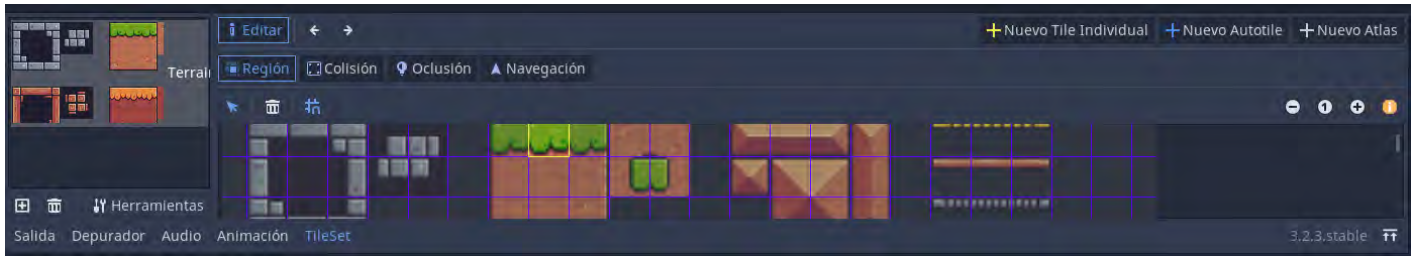 Editar
Nuevo Tile Individual Nuevo Autotile Nuevo Atlas
Terrai
Región Colisión Oclusión Navegación
Herramientas
Salida Depurador Audio Animación TileSet
3.2.3.stable